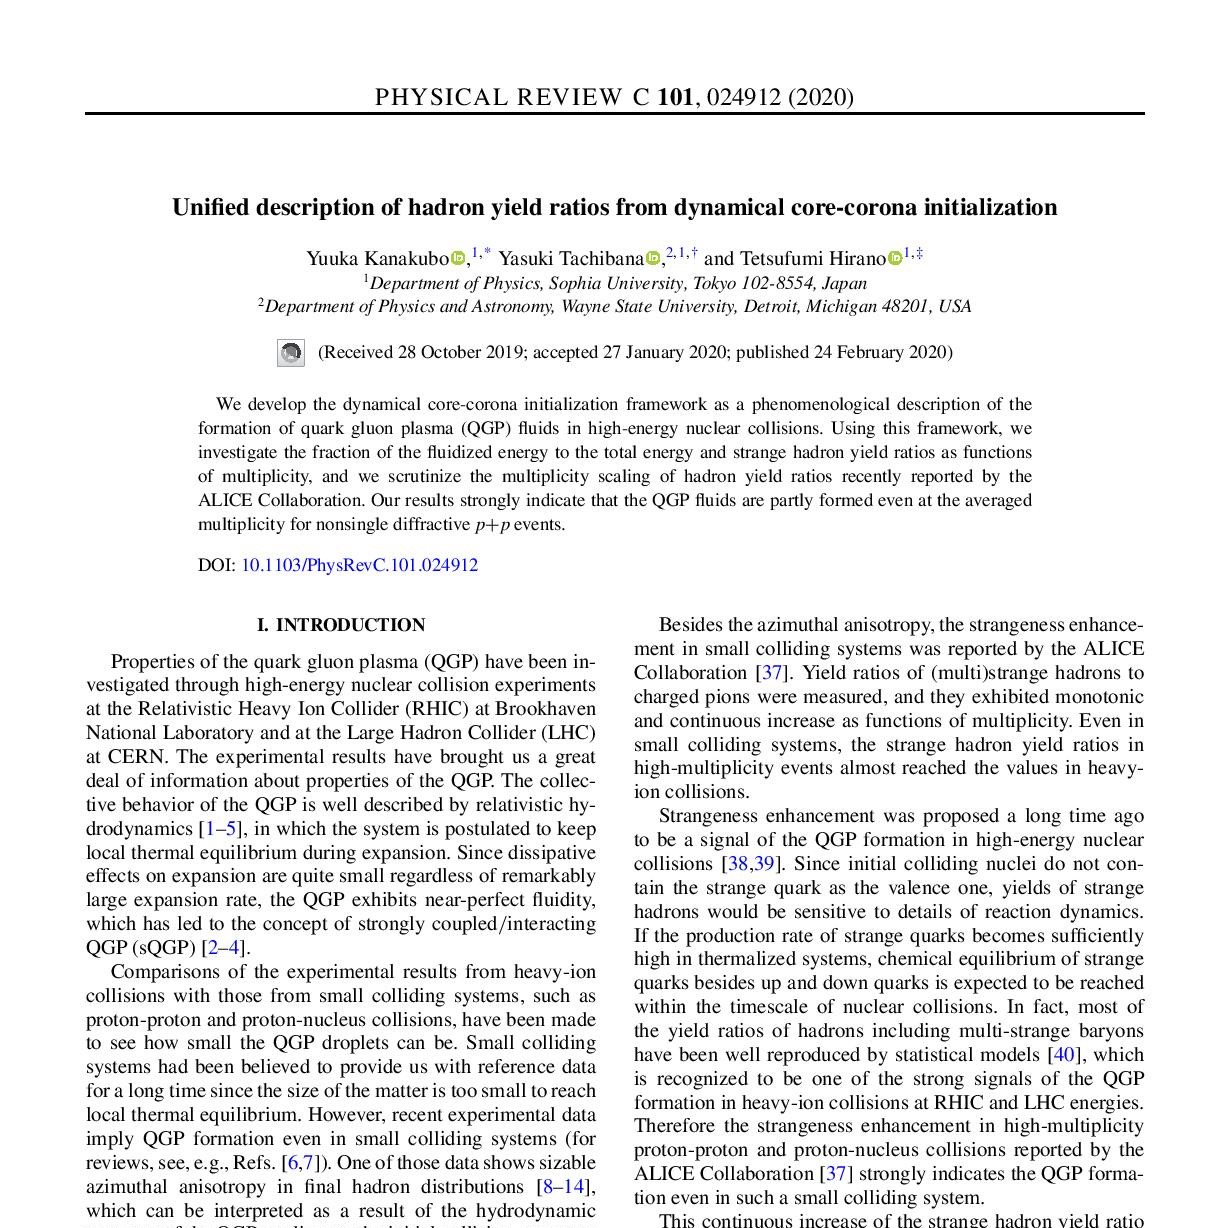 PHYSICAL REVIEW C 101, 024912 (2020)
Unified description of hadron yield ratios from dynamical core-corona initialization
Yuuka Kanakubo,1,* Yasuki Tachibana,2,1,† and Tetsufumi Hirano1,‡
1Department of Physics, Sophia University, Tokyo 102-8554, Japan
2Department of Physics and Astronomy, Wayne State University, Detroit, Michigan 48201, USA
(Received 28 October 2019; accepted 27 January 2020; published 24 February 2020)
We develop the dynamical core-corona initialization framework as a phenomenological description of the
formation of quark gluon plasma (QGP) fluids in high-energy nuclear collisions. Using this framework, we
investigate the fraction of the fluidized energy to the total energy and strange hadron yield ratios as functions
of multiplicity, and we scrutinize the multiplicity scaling of hadron yield ratios recently reported by the
ALICE Collaboration. Our results strongly indicate that the QGP fluids are partly formed even at the averaged
multiplicity for nonsingle diffractive p+p events.
DOI: 10.1103/PhysRevC.101.024912
I. INTRODUCTION
Properties of the quark gluon plasma (QGP) have been in-
vestigated through high-energy nuclear collision experiments
at the Relativistic Heavy Ion Collider (RHIC) at Brookhaven
National Laboratory and at the Large Hadron Collider (LHC)
at CERN. The experimental results have brought us a great
deal of information about properties of the QGP. The collec-
tive behavior of the QGP is well described by relativistic hy-
drodynamics [1–5], in which the system is postulated to keep
local thermal equilibrium during expansion. Since dissipative
effects on expansion are quite small regardless of remarkably
large expansion rate, the QGP exhibits near-perfect fluidity,
which has led to the concept of strongly coupled/interacting
QGP (sQGP) [2–4].
Comparisons of the experimental results from heavy-ion
collisions with those from small colliding systems, such as
proton-proton and proton-nucleus collisions, have been made
to see how small the QGP droplets can be. Small colliding
systems had been believed to provide us with reference data
for a long time since the size of the matter is too small to reach
local thermal equilibrium. However, recent experimental data
imply QGP formation even in small colliding systems (for
reviews, see, e.g., Refs. [6,7]). One of those data shows sizable
azimuthal anisotropy in final hadron distributions [8–14],
which can be interpreted as a result of the hydrodynamic
Besides the azimuthal anisotropy, the strangeness enhance-
ment in small colliding systems was reported by the ALICE
Collaboration [37]. Yield ratios of (multi)strange hadrons to
charged pions were measured, and they exhibited monotonic
and continuous increase as functions of multiplicity. Even in
small colliding systems, the strange hadron yield ratios in
high-multiplicity events almost reached the values in heavy-
ion collisions.
Strangeness enhancement was proposed a long time ago
to be a signal of the QGP formation in high-energy nuclear
collisions [38,39]. Since initial colliding nuclei do not con-
tain the strange quark as the valence one, yields of strange
hadrons would be sensitive to details of reaction dynamics.
If the production rate of strange quarks becomes sufficiently
high in thermalized systems, chemical equilibrium of strange
quarks besides up and down quarks is expected to be reached
within the timescale of nuclear collisions. In fact, most of
the yield ratios of hadrons including multi-strange baryons
have been well reproduced by statistical models [40], which
is recognized to be one of the strong signals of the QGP
formation in heavy-ion collisions at RHIC and LHC energies.
Therefore the strangeness enhancement in high-multiplicity
proton-proton and proton-nucleus collisions reported by the
ALICE Collaboration [37] strongly indicates the QGP forma-
tion even in such a small colliding system.
This continuous increase of the strange hadron yield ratio